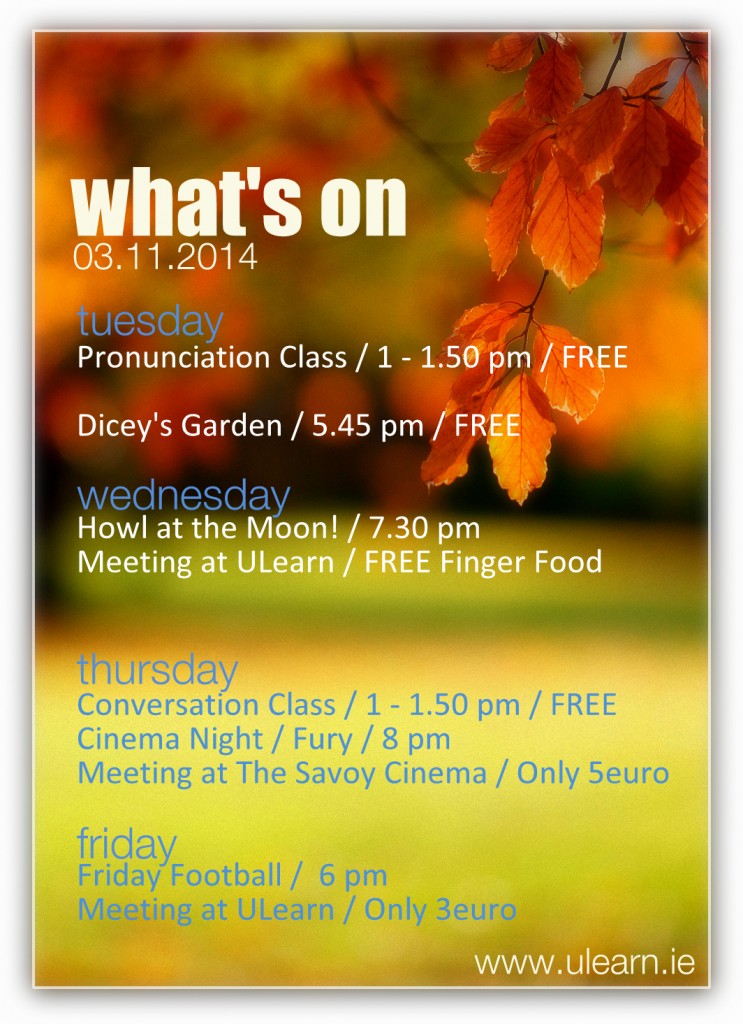 what's on
03.11.2014
tuesday
Pronunciation Class / 1 - 1.50 pm / FREE
Dicey's Garden / 5.45 pm / FREE
wednesday
Howl at the Moon! / 7.30 pm
Meeting at ULearn / FREE Finger Food
thursday
Conversation Class / 1 - 1.50 pm / FREE
Cinema Night / Fury / 8 pm
Meeting at The Savoy Cinema / Only 5euro
friday
Friday Football /  6 pm
Meeting at ULearn / Only 3euro
www.ulearn.ie